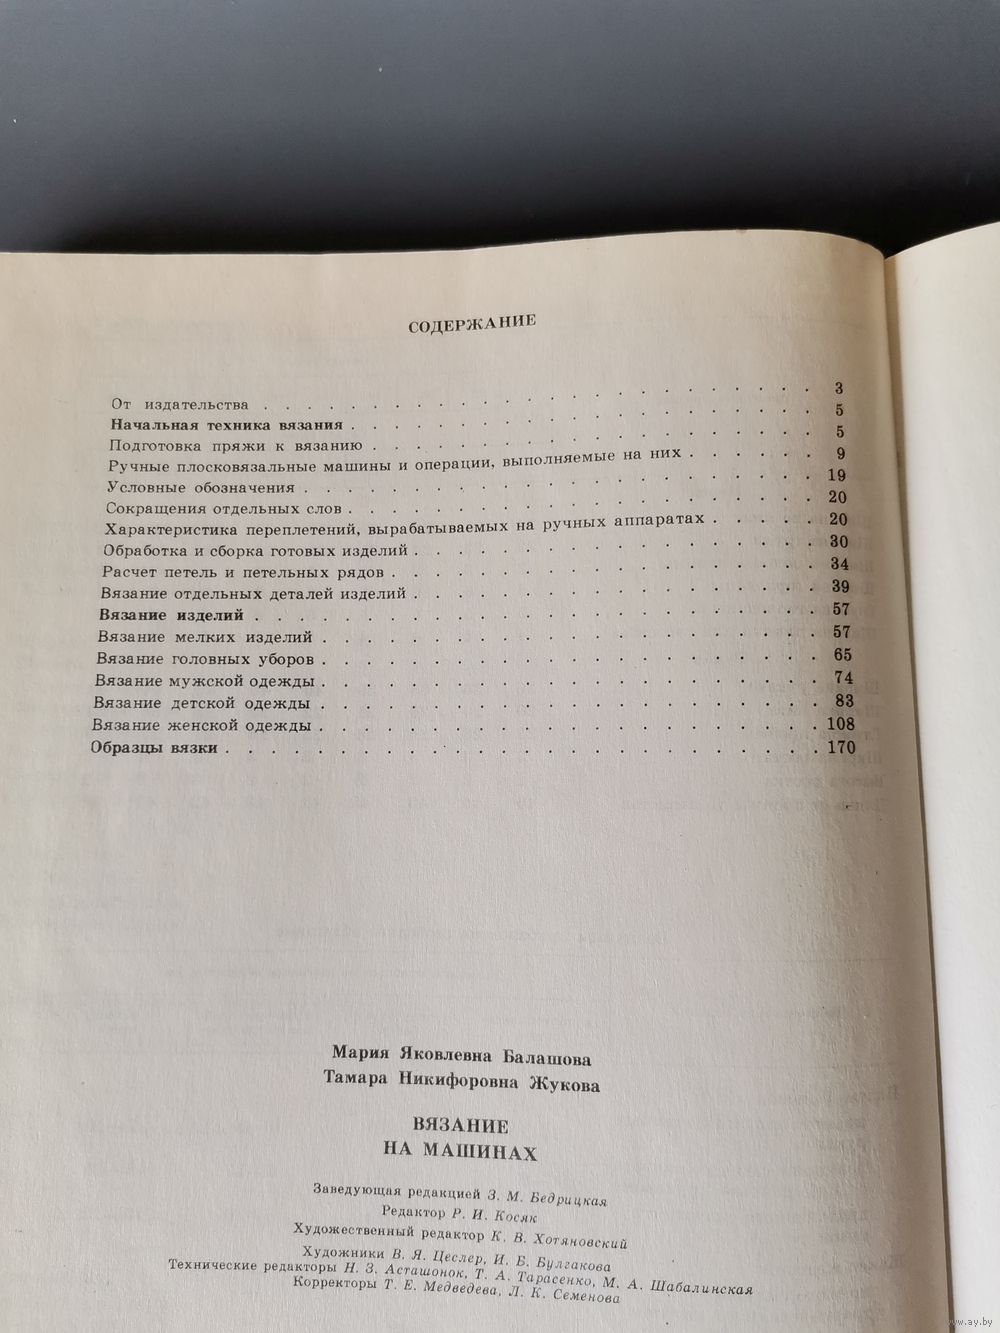 СОДЕРЖАНИЕ
От издательства . . . . . . . . . . . . . . . . . . . . 3
Начальная техника вязания . . . . . . . . . . . . . . . . . 5
Подготовка пряжи к вязанию . . . . . . . . . . . . . . . . 5
Ручные плосковязальные машины и операции, выполняемые на них . . . . . 9
Условные обозначения . . . . . . . . . . . . . . . . . . 19
Сокращения отдельных слов . . . . . . . . . . . . . . . . . 20
Характеристика переплетений, вырабатываемых на ручных аппаратах . . . . . 20
Обработка и сборка готовых изделий . . . . . . . . . . . . . . 30
Расчет петель и петельных рядов . . . . . . . . . . . . . . . 34
Вязание отдельных деталей изделий . . . . . . . . . . . . . . 39
Вязание изделий . . . . . . . . . . . . . . . . . . . . 57
Вязание мелких изделий . . . . . . . . . . . . . . . . . . 57
Вязание головных уборов . . . . . . . . . . . . . . . . . . 65
Вязание мужской одежды . . . . . . . . . . . . . . . . . . 74
Вязание детской одежды . . . . . . . . . . . . . . . . . . 83
Вязание женской одежды . . . . . . . . . . . . . . . . . . 108
Образцы вязки . . . . . . . . . . . . . . . . . . . . . 170
Мария Яковлевна Балашова
Тамара Никифоровна Жукова
ВЯЗАНИЕ
НА МАШИНАХ
Заведующая редакцией З. М. Бедрицкая
Редактор Р. И. Косяк
Художественный редактор К. В. Хотяновский
Художники В. Я. Цеслер, И. Б. Булгакова
Технические редакторы Н. З. Асташонок, Т. А. Тарасенко, М. А. Шабалинская
Корректоры Т. Е. Медведева, Л. К. Семенова
www.ay.by